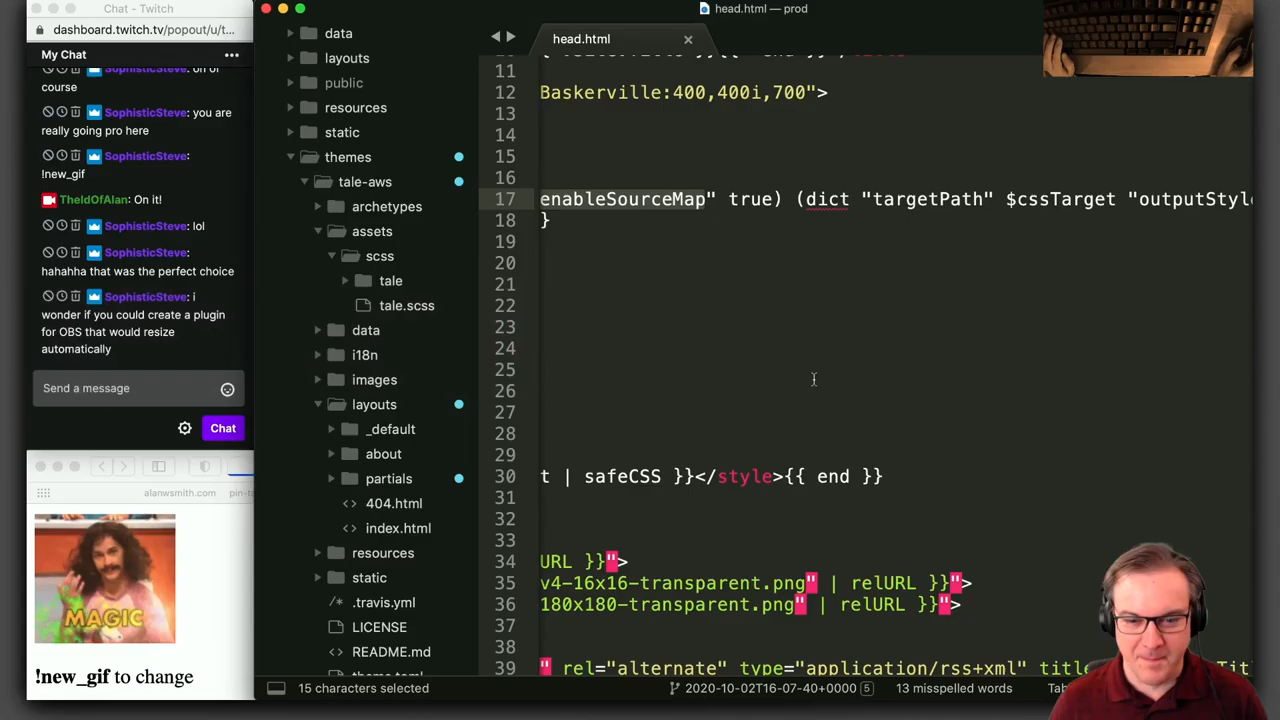 Chat - Twitch
dashboard.twitch.tv/popout/u/t...
My Chat
course
SophisticSteve: you are
really going pro here
SophisticSteve:
!new_gif
TheIdOfAlan: On it!
SophisticSteve: lol
SophisticSteve:
hahahha that was the perfect choice
SophisticSteve: i
wonder if you could create a plugin
for OBS that would resize
automatically
Send a message
Chat
alanwsmith.com
pin-t
MAGIC
!new_gif to change
data
layouts
public
resources
static
themes
tale-aws
archetypes
assets
scss
tale
tale.scss
data
i18n
images
layouts
_default
about
partials
404.html
index.html
resources
static
.travis.yml
LICENSE
README.md
head.html — prod
head.html
11
12 Baskerville:400,400i,700">
13
14
15
16
17 enableSourceMap" true) (dict "targetPath" $cssTarget "outputStyle
18 }
19
20
21
22
23
24
25
26
27
28
29
30 t | safeCSS }}</style>{{ end }}
31
32
33
34 URL }}">
35 v4-16x16-transparent.png" | relURL }}">
36 180x180-transparent.png" | relURL }}">
37
38
39 " rel="alternate" type="application/rss+xml" titl
15 characters selected
2020-10-02T16-07-40+0000 5
13 misspelled words